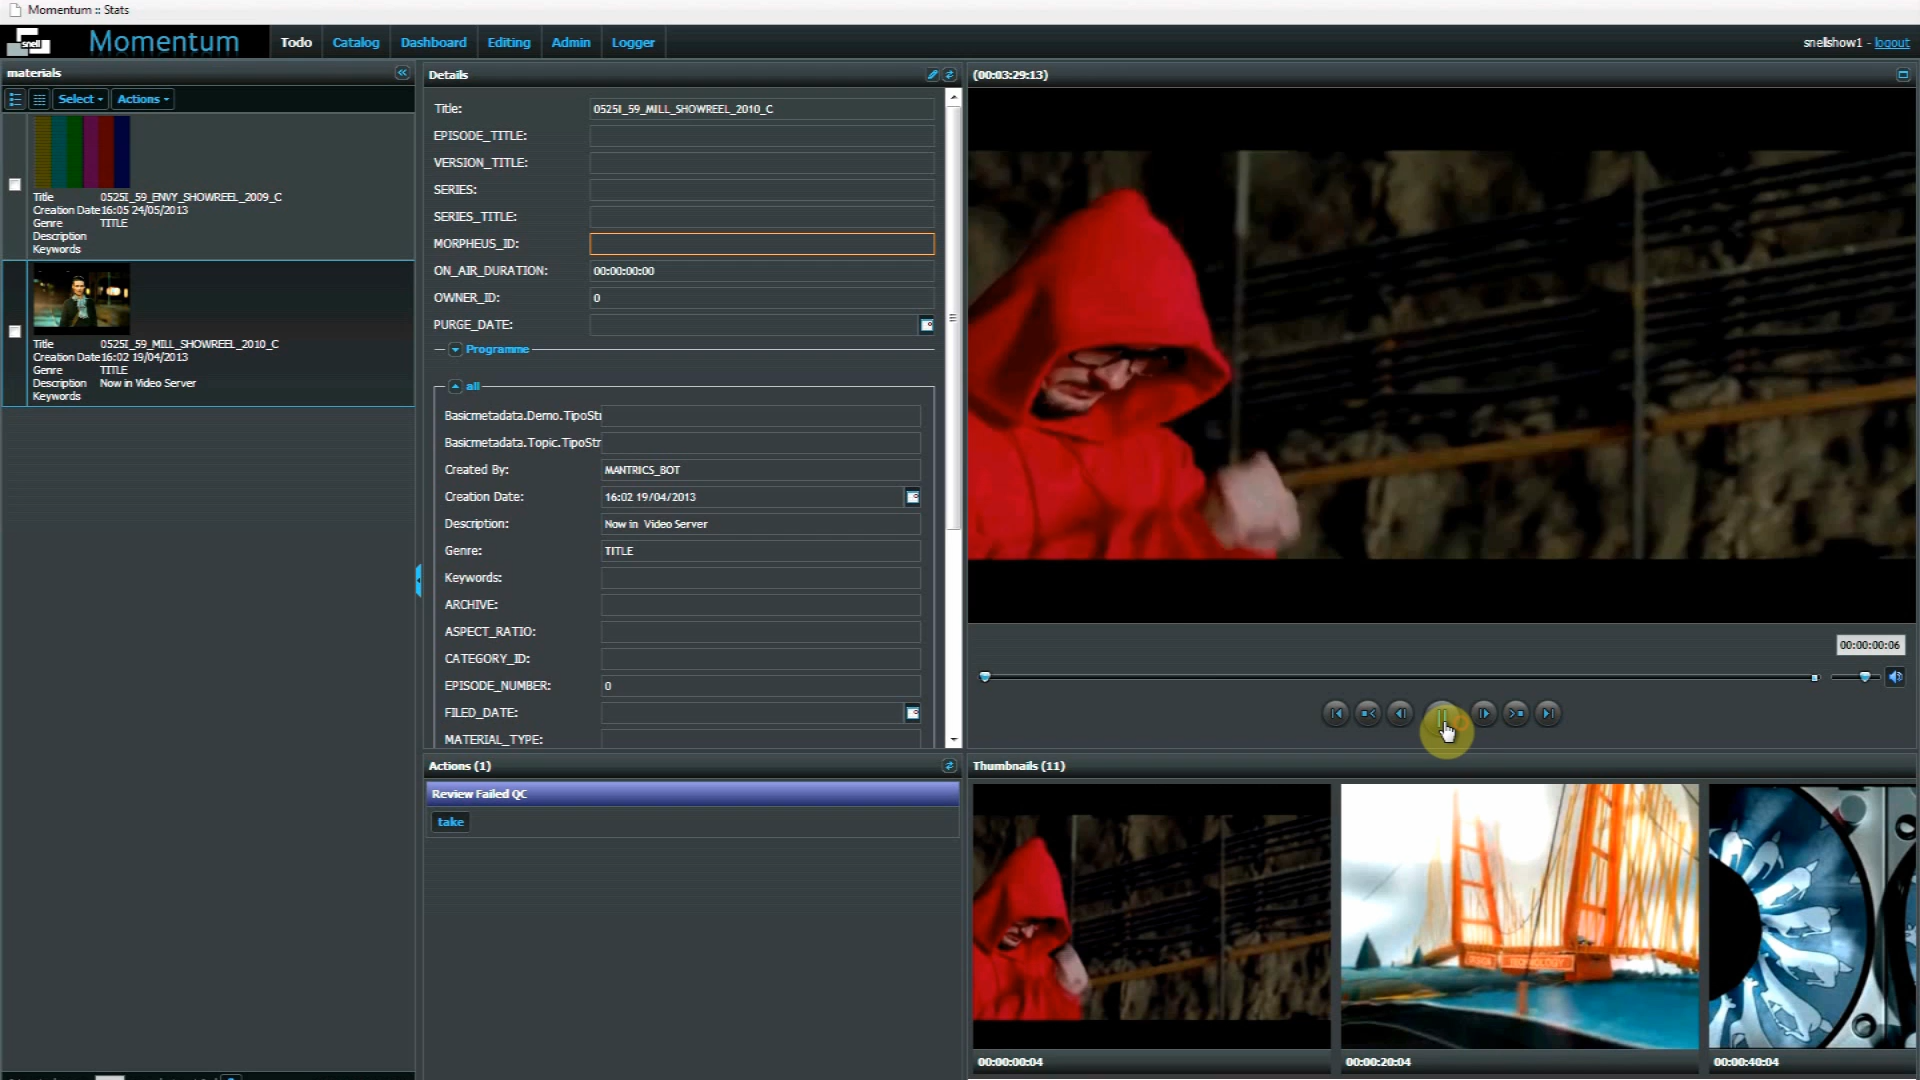 Momentum :: Stats
snell
Momentum
Todo
Catalog
Dashboard
Editing
Admin
Logger
snellshow1 - logout
materials
Select
Actions
Title 0525I_59_ENVY_SHOWREEL_2009_C
Creation Date 16:05 24/05/2013
Genre TITLE
Description
Keywords
Title 0525I_59_MILL_SHOWREEL_2010_C
Creation Date 16:02 19/04/2013
Genre TITLE
Description Now in Video Server
Keywords
Details
Title: 0525I_59_MILL_SHOWREEL_2010_C
EPISODE_TITLE:
VERSION_TITLE:
SERIES:
SERIES_TITLE:
MORPHEUS_ID:
ON_AIR_DURATION: 00:00:00:00
OWNER_ID: 0
PURGE_DATE:
Programme
all
Basicmetadata.Demo.TipoStr
Basicmetadata.Topic.TipoStr
Created By: MANTRICS_BOT
Creation Date: 16:02 19/04/2013
Description: Now in Video Server
Genre: TITLE
Keywords:
ARCHIVE:
ASPECT_RATIO:
CATEGORY_ID:
EPISODE_NUMBER: 0
FILED_DATE:
MATERIAL_TYPE:
Actions (1)
Review Failed QC
take
(00:03:29:13)
00:00:00:06
Thumbnails (11)
TECHNOLOGY
00:00:00:04
00:00:20:04
00:00:40:04